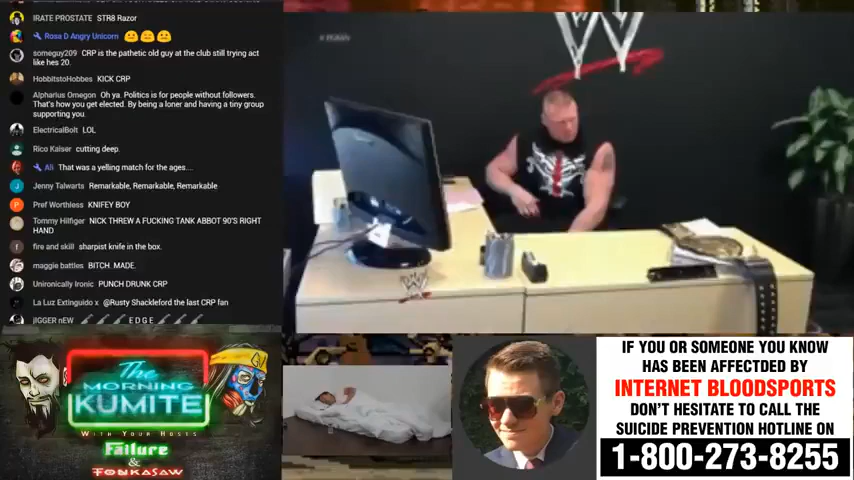 IRATE PROSTATE STR8 Razor
Rosa D Angry Unicorn
someguy209 CRP is the pathetic old guy at the club still trying act
like hes 20.
HobbitstoHobbes KICK CRP
Alpharius Omegon Oh ya. Politics is for people without followers.
That's how you get elected. By being a loner and having a tiny group
supporting you.
ElectricalBolt LOL
Rico Kaiser cutting deep.
Ali That was a yelling match for the ages...
Jenny Talwarts Remarkable, Remarkable, Remarkable
Pref Worthless KNIFEY BOY
Tommy Hilfiger NICK THREW A FUCKING TANK ABBOT 90'S RIGHT
HAND
fire and skill sharpist knife in the box.
maggie battles BITCH. MADE.
Unironically Ironic PUNCH DRUNK CRP
La Luz Extinguido x @Rusty Shackleford the last CRP fan
jIGGER nEW E D G E
The
MORNING
KUMITE
WITH YOUR HOSTS
Failure
&
TONKASAW
W
W
GV
IF YOU OR SOMEONE YOU KNOW
HAS BEEN AFFECTDED BY
INTERNET BLOODSPORTS
DON'T HESITATE TO CALL THE
SUICIDE PREVENTION HOTLINE ON
1-800-273-8255